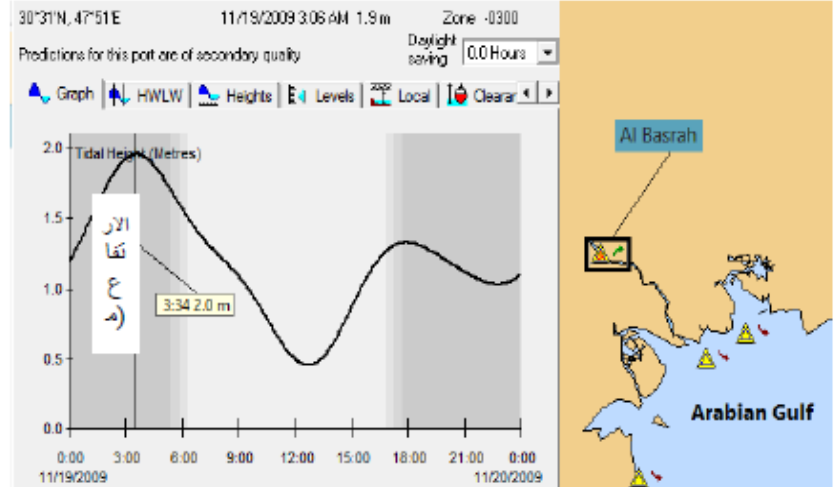 30°31'N, 47°51'E 11/19/2009 3:06 AM 1.9 m Zone -0300
Predictions for this port are of secondary quality
Daylight saving 0.0 Hours
Graph HWLW Heights Levels Local Clearar
2.0
Tidal Height (Metres)
1.5
1.0
0.5
0.0
الار
تفا
ع
(م
3:34 2.0 m
0:00 3:00 6:00 9:00 12:00 15:00 18:00 21:00 0:00
11/19/2009 11/20/2009
Al Basrah
Arabian Gulf